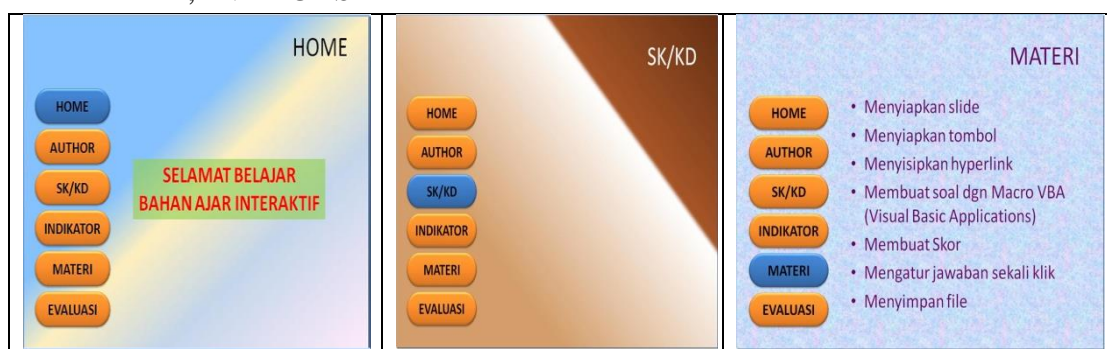 HOME
HOME
AUTHOR
SK/KD
INDIKATOR
MATERI
EVALUASI
SELAMAT BELAJAR
BAHAN AJAR INTERAKTIF
SK/KD
HOME
AUTHOR
SK/KD
INDIKATOR
MATERI
EVALUASI
MATERI
HOME
AUTHOR
SK/KD
INDIKATOR
MATERI
EVALUASI
• Menyiapkan slide
• Menyiapkan tombol
• Menyisipkan hyperlink
• Membuat soal dgn Macro VBA
(Visual Basic Applications)
• Membuat Skor
• Mengatur jawaban sekali klik
• Menyimpan file